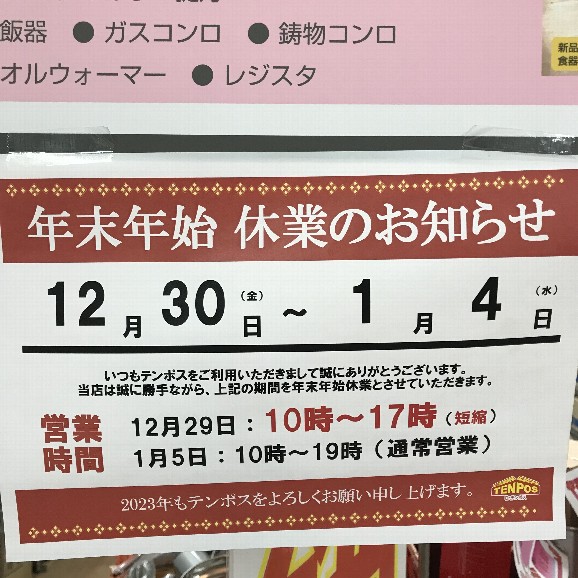 飯器 ● ガスコンロ ● 鋳物コンロ
オルウォーマー ● レジスタ
新品
食器
年末年始 休業のお知らせ
12月30日(金)~1月4日(水)
いつもテンポスをご利用いただきまして誠にありがとうございます。
当店は誠に勝手ながら、上記の期間を年末年始休業とさせていただきます。
営業時間
12月29日:10時~17時(短縮)
1月5日:10時~19時(通常営業)
2023年もテンポスをよろしくお願い申し上げます。
TENPOS